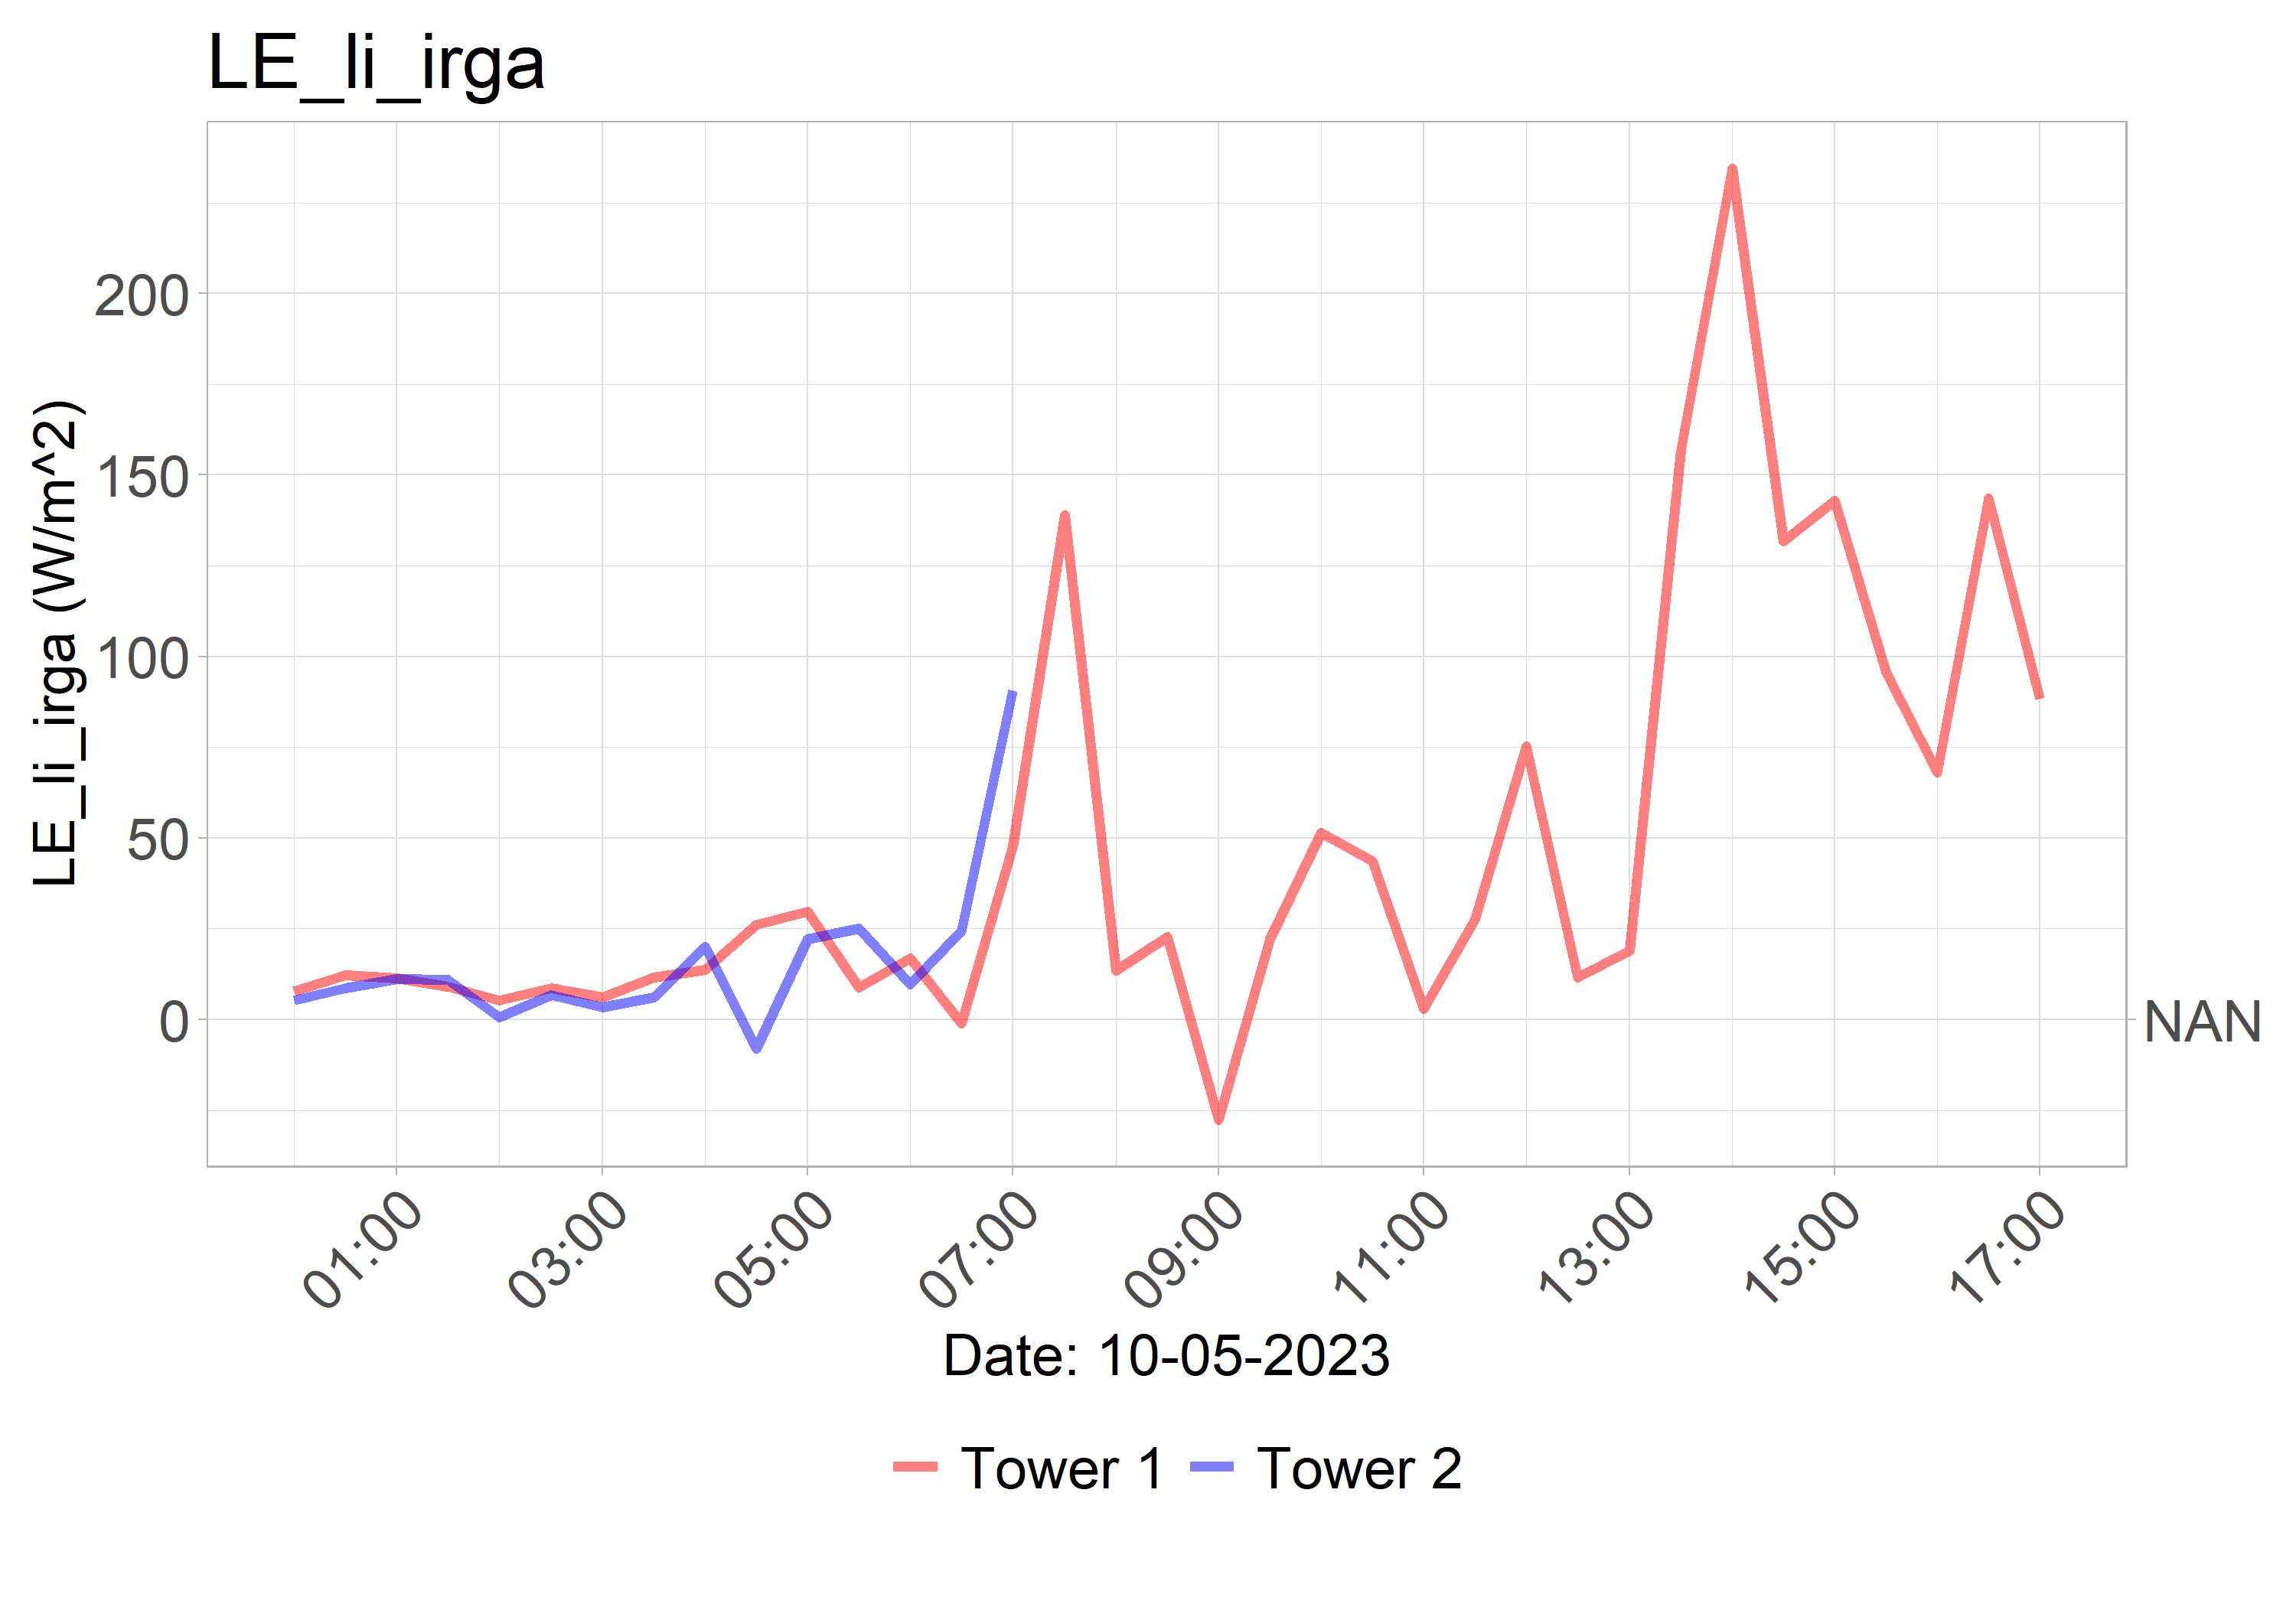 LE_li_irga
LE_li_irga (W/m^2)
200
150
100
50
0
NAN
01:00 03:00 05:00 07:00 09:00 11:00 13:00 15:00 17:00
Date: 10-05-2023
Tower 1 Tower 2